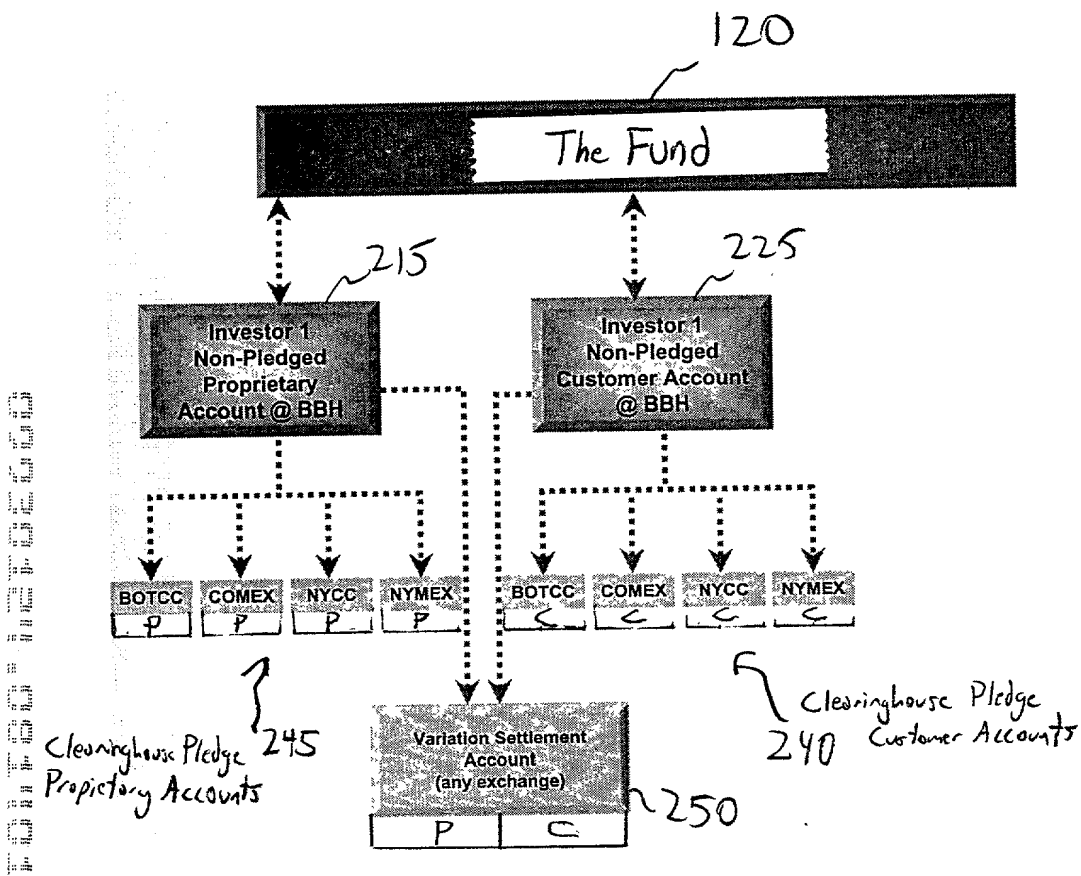 120
The Fund
215
225
Investor 1
Non-Pledged
Proprietary
Account @ BBH
Investor 1
Non-Pledged
Customer Account
@ BBH
BOTCC COMEX NYCC NYMEX
P P P P
BOTCC COMEX NYCC NYMEX
C C C C
Clearinghouse Pledge
Propietory Accounts
245
Clearinghouse Pledge
Customer Accounts
240
Variation Settlement
Account
(any exchange)
250
P C